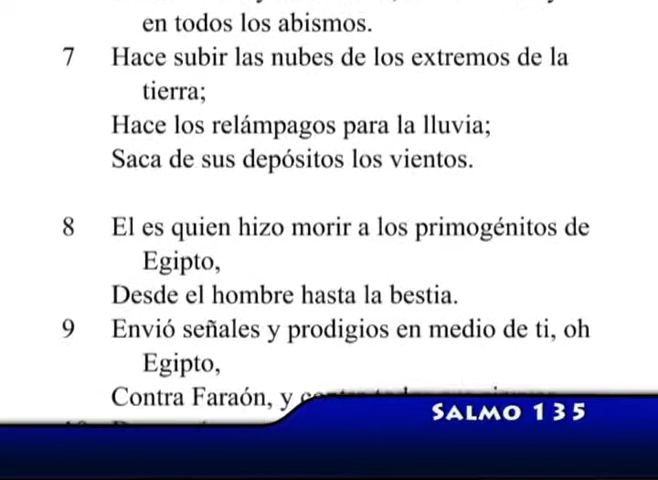 en todos los abismos.
7 Hace subir las nubes de los extremos de la
tierra;
Hace los relámpagos para la lluvia;
Saca de sus depósitos los vientos.
8 El es quien hizo morir a los primogénitos de
Egipto,
Desde el hombre hasta la bestia.
9 Envió señales y prodigios en medio de ti, oh
Egipto,
Contra Faraón, y
SALMO 135